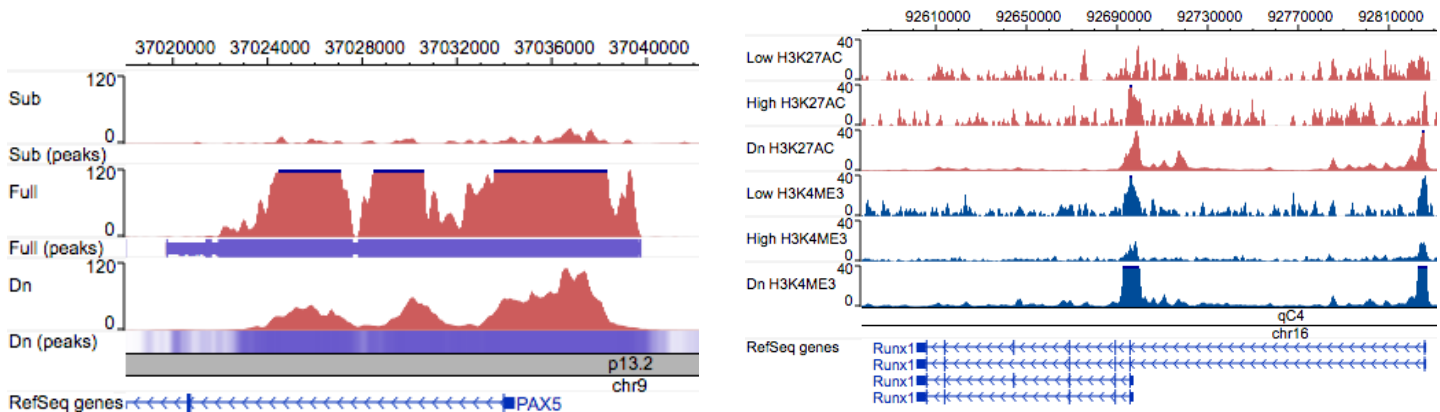 37020000 37024000 37028000 37032000 37036000 37040000
Sub
120
0
Sub (peaks)
Full
120
0
Full (peaks)
Dn
120
0
Dn (peaks)
p13.2
chr9
RefSeq genes
PAX5
92610000 92650000 92690000 92730000 92770000 92810000
Low H3K27AC
40
0
High H3K27AC
40
0
Dn H3K27AC
40
0
Low H3K4ME3
40
0
High H3K4ME3
40
0
Dn H3K4ME3
40
0
qC4
chr16
RefSeq genes
Runx1
Runx1
Runx1
Runx1